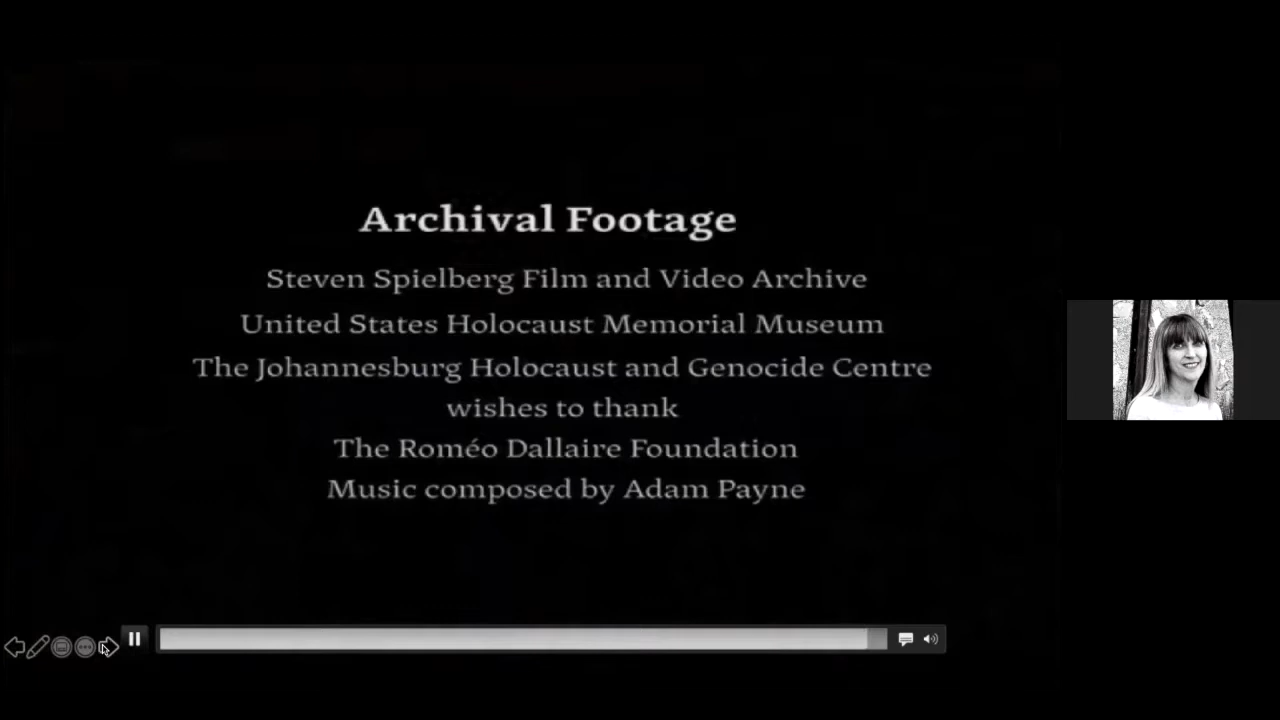 Archival Footage
Steven Spielberg Film and Video Archive
United States Holocaust Memorial Museum
The Johannesburg Holocaust and Genocide Centre
wishes to thank
The Roméo Dallaire Foundation
Music composed by Adam Payne